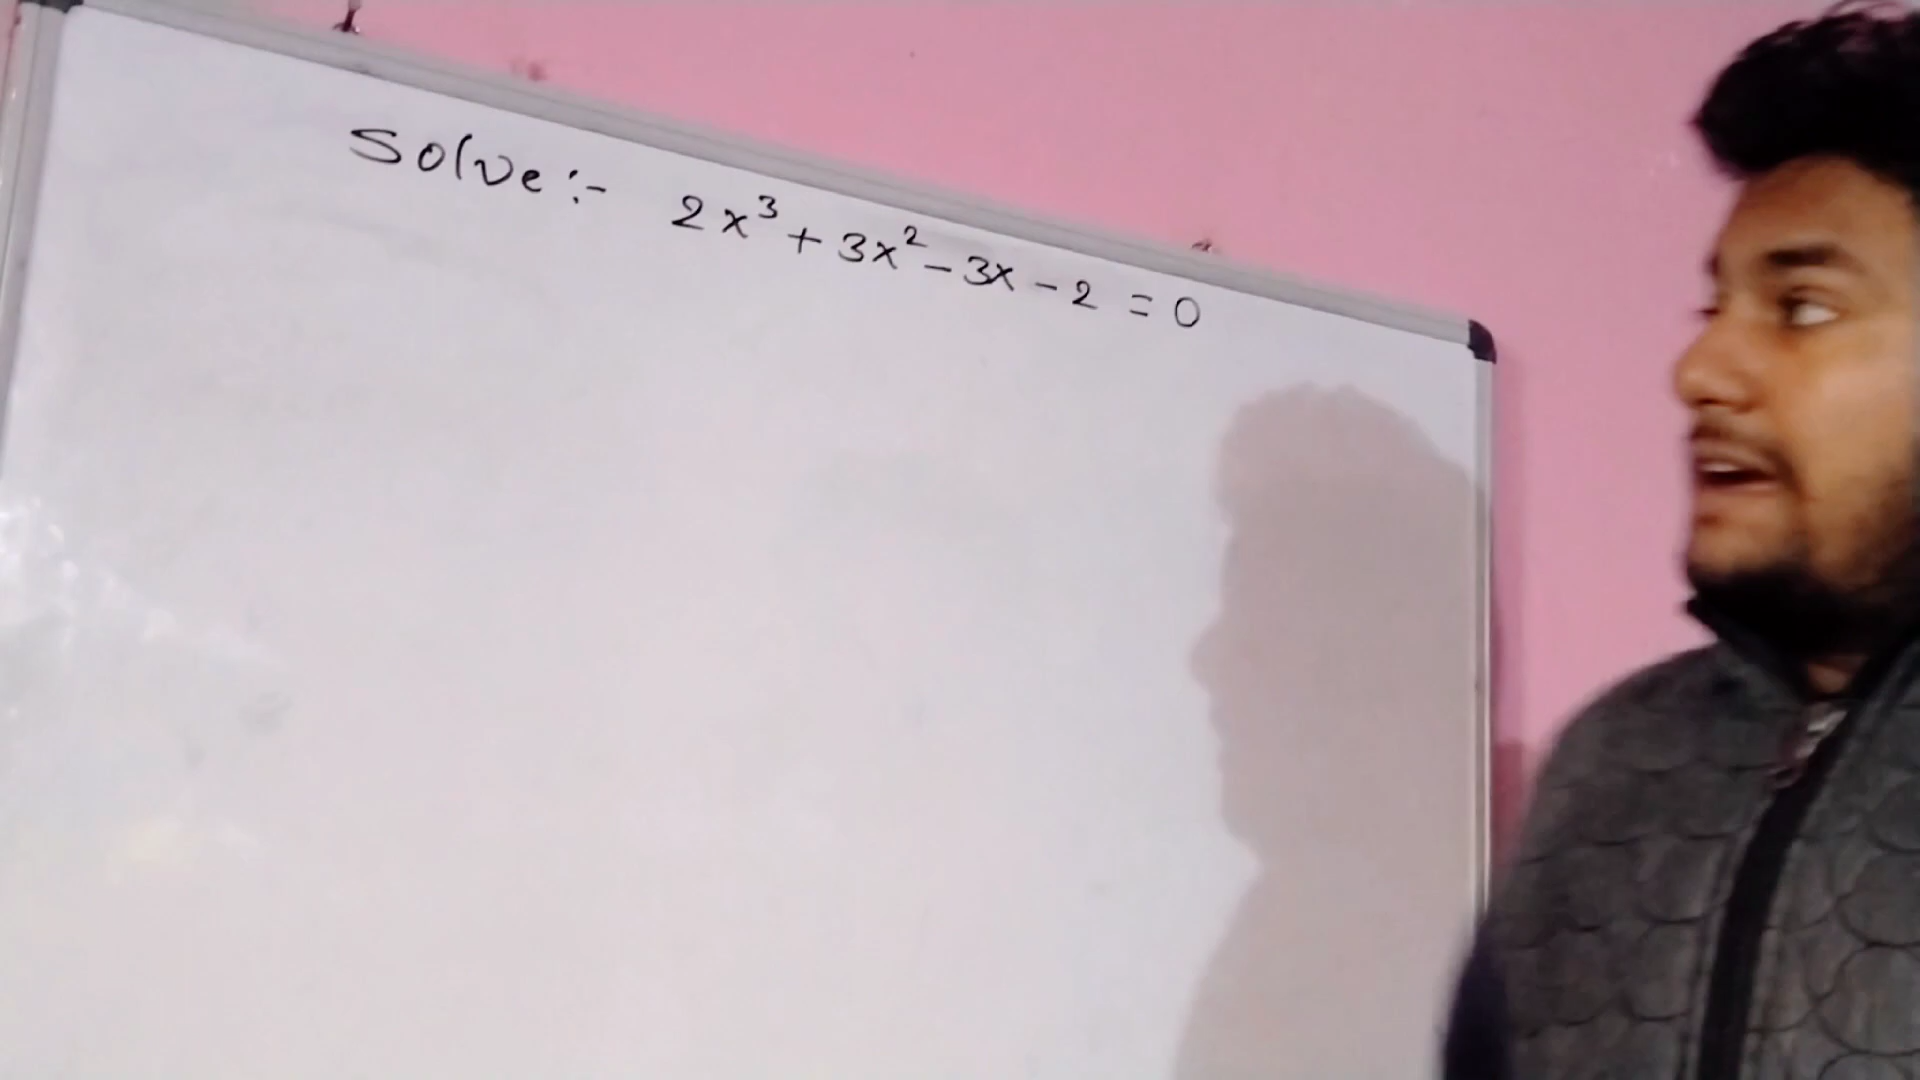 Solve :- 2x³ + 3x² - 3x - 2 = 0